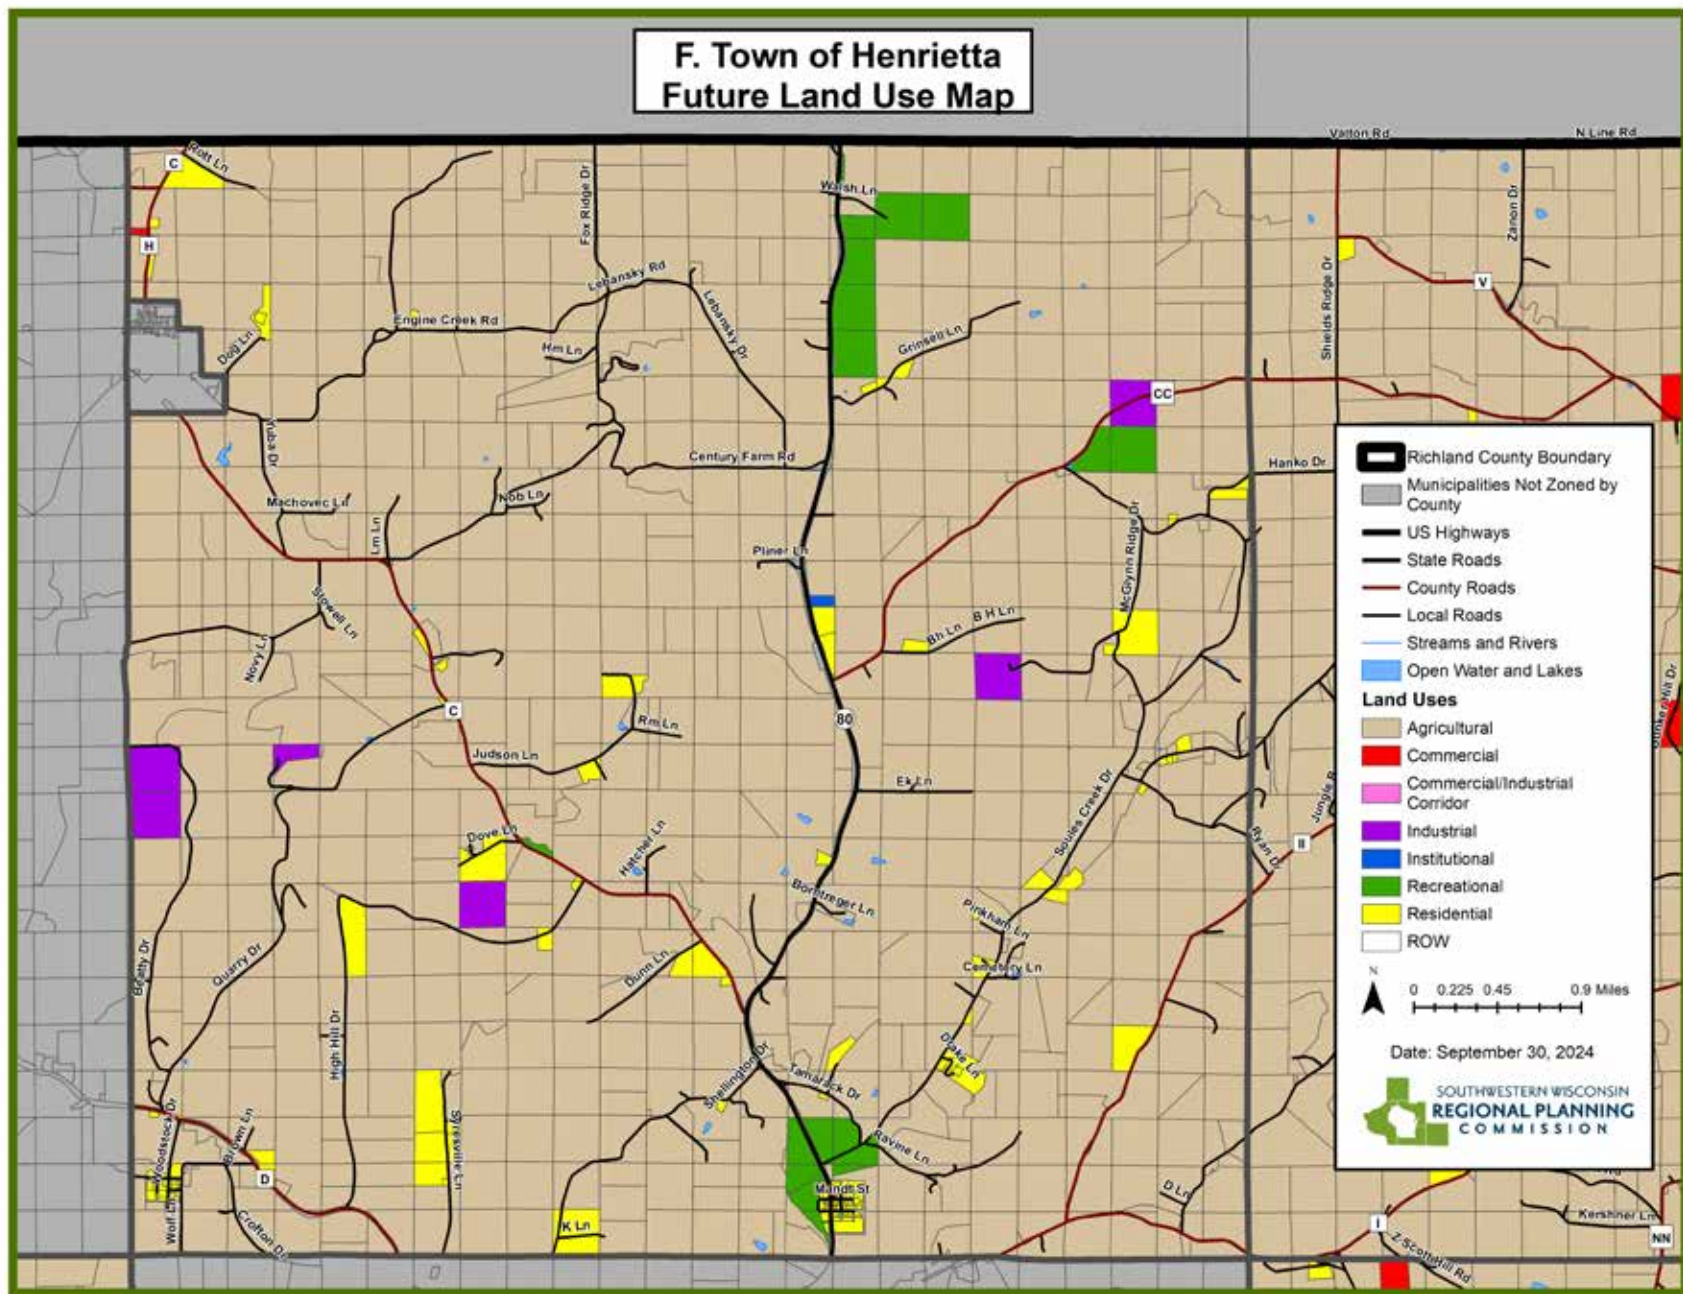 F. Town of Henrietta
Future Land Use Map
Valton Rd
N Line Rd
C
Rott Ln
H
Fox Ridge Dr
Walsh Ln
Zanon Dr
Lebansky Rd
Lebansky Dr
Engine Creek Rd
Hm Ln
Dog Ln
Grinsell Ln
Shields Ridge Dr
V
CC
Yuba Dr
Century Farm Rd
Hanko Dr
Machovec Ln
Nob Ln
Lm Ln
Pliner Ln
McGlynn Ridge Dr
Stowell Ln
Novy Ln
Bh Ln
B H Ln
C
80
Rm Ln
Judson Ln
Ek Ln
Soules Creek Dr
Dove Ln
Hatcher Ln
Ryan Dr
II
Borntreger Ln
Pinkham Ln
Cemetery Ln
Beatty Dr
Quarry Dr
Dunn Ln
High Hill Dr
Drake Ln
Shellington Dr
Tamarack Dr
Woodstock Dr
Brown Ln
Syresville Ln
Ravine Ln
D
Wolf Ln
Crofton Dr
K Ln
Mandt St
D Ln
I
Z Scott Hill Rd
Kershner Ln
NN
Richland County Boundary
Municipalities Not Zoned by
County
US Highways
State Roads
County Roads
Local Roads
Streams and Rivers
Open Water and Lakes
Land Uses
Agricultural
Commercial
Commercial/Industrial
Corridor
Industrial
Institutional
Recreational
Residential
ROW
N
0 0.225 0.45 0.9 Miles
Date: September 30, 2024
SOUTHWESTERN WISCONSIN
REGIONAL PLANNING
COMMISSION